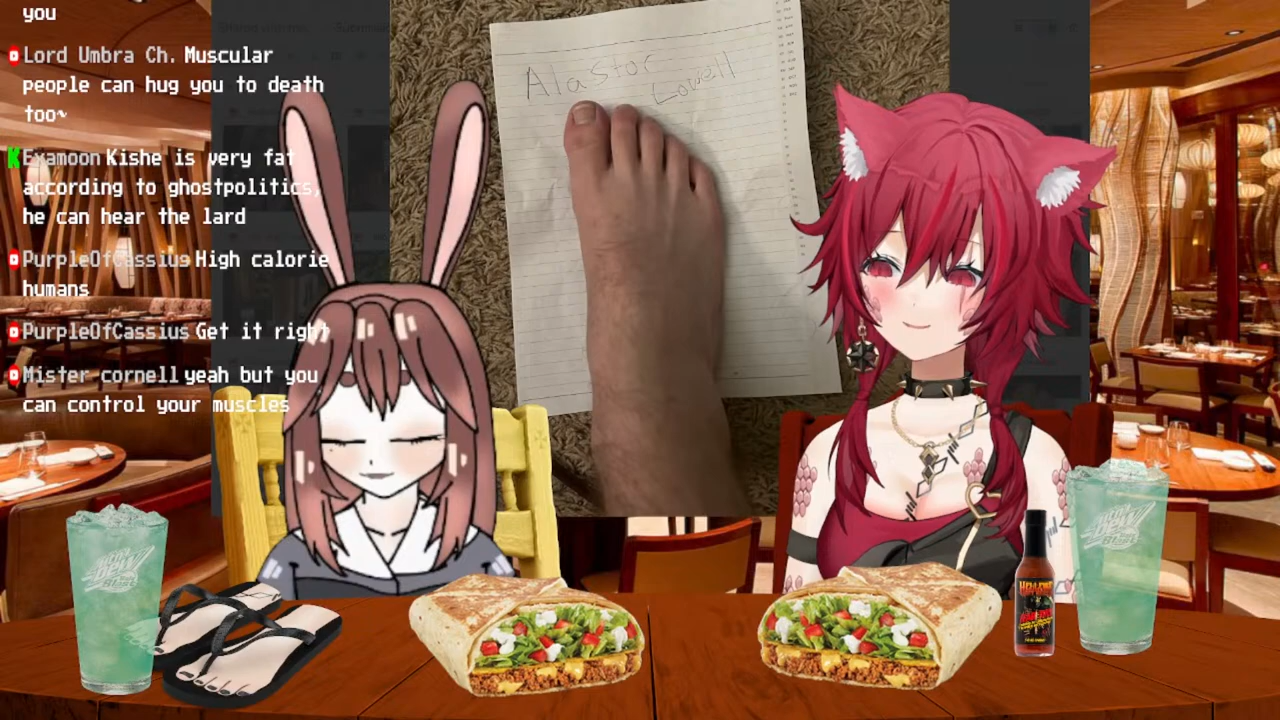 you
Lord Umbra Ch. Muscular
people can hug you to death
too~
Examoon Kishe is very fat
according to ghostpolitics,
he can hear the lard
PurpleOfCassius High calorie
humans
PurpleOfCassius Get it right
Mister cornell yeah but you
can control your muscles
Alastor
Lowell